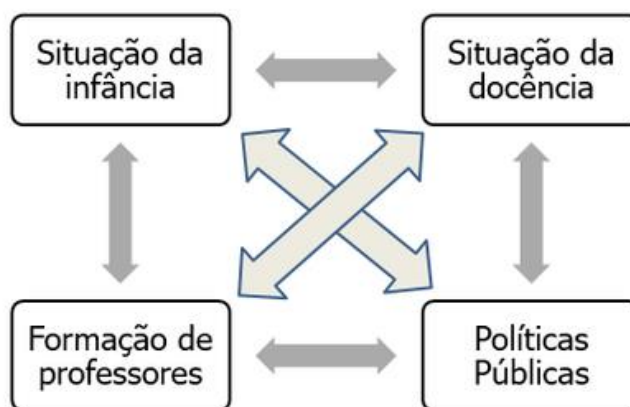 Situação da
infância
Situação da
docência
Formação de
professores
Políticas
Públicas